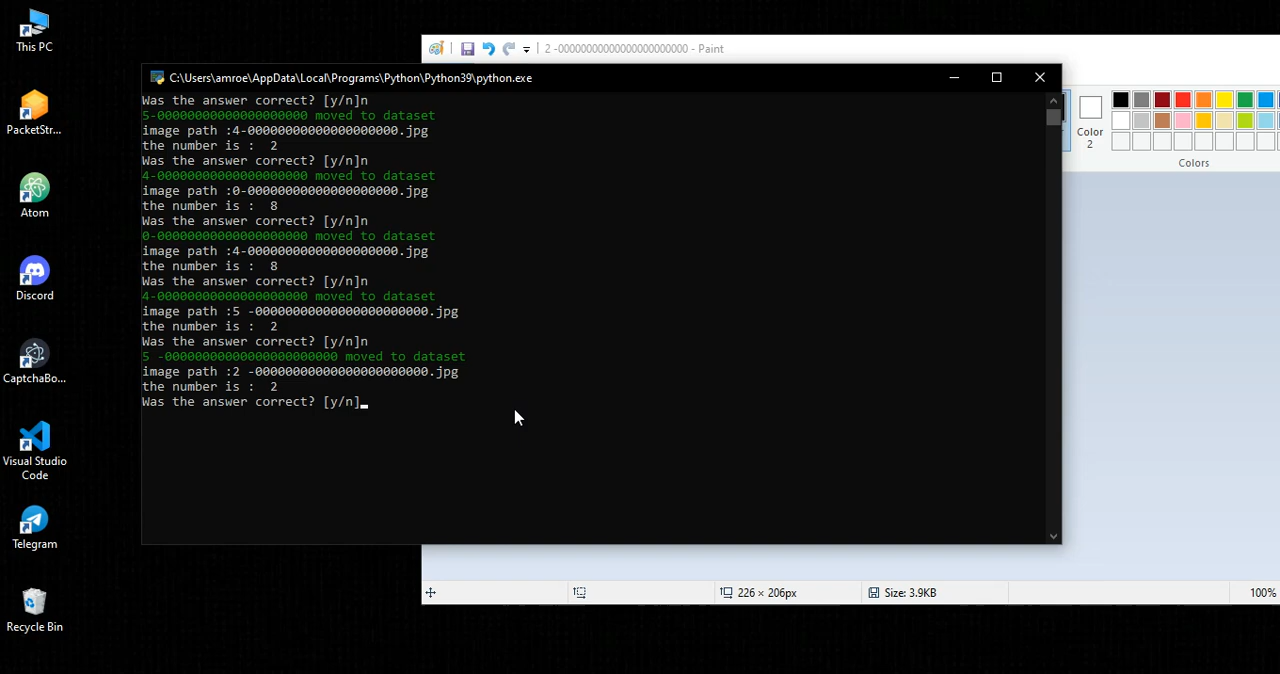 This PC
PacketStr...
Atom
Discord
CaptchaBo...
Visual Studio
Code
Telegram
Recycle Bin
2 -00000000000000000000 - Paint
C:\Users\amroe\AppData\Local\Programs\Python\Python39\python.exe
Was the answer correct? [y/n]n
5-00000000000000000000 moved to dataset
image path :4-00000000000000000000.jpg
the number is :  2
Was the answer correct? [y/n]n
4-00000000000000000000 moved to dataset
image path :0-00000000000000000000.jpg
the number is :  8
Was the answer correct? [y/n]n
0-00000000000000000000 moved to dataset
image path :4-00000000000000000000.jpg
the number is :  8
Was the answer correct? [y/n]n
4-00000000000000000000 moved to dataset
image path :5 -00000000000000000000000.jpg
the number is :  2
Was the answer correct? [y/n]n
5 -00000000000000000000000 moved to dataset
image path :2 -00000000000000000000000.jpg
the number is :  2
Was the answer correct? [y/n]
Color
2
Colors
226 × 206px
Size: 3.9KB
100%